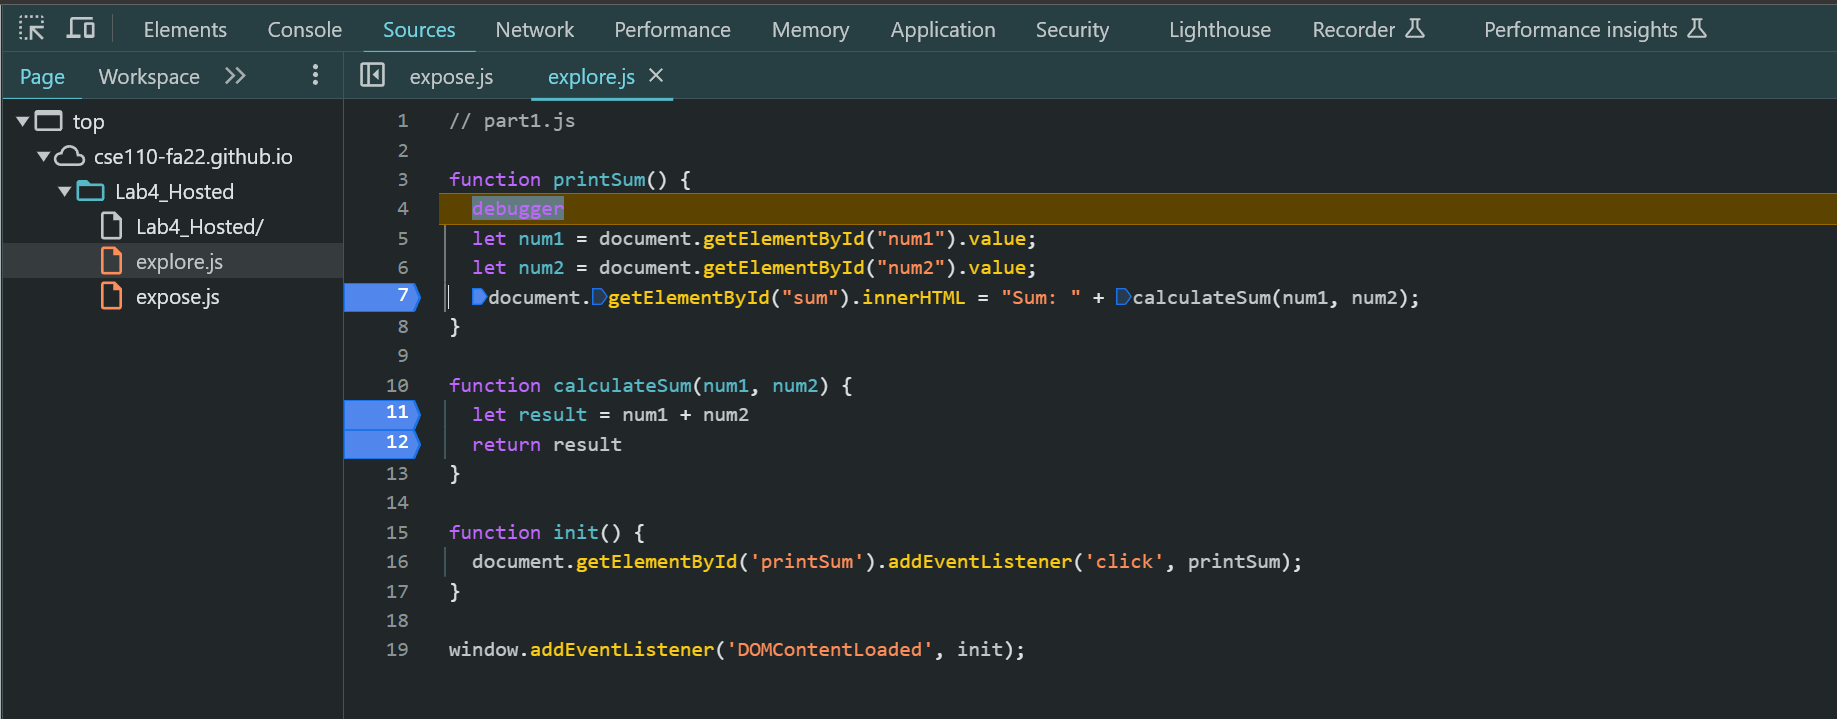 Elements Console Sources Network Performance Memory Application Security Lighthouse Recorder Performance insights
Page Workspace
expose.js explore.js
top
cse110-fa22.github.io
Lab4_Hosted
Lab4_Hosted/
explore.js
expose.js
1 // part1.js
2
3 function printSum() {
4   debugger
5   let num1 = document.getElementById("num1").value;
6   let num2 = document.getElementById("num2").value;
7   document.getElementById("sum").innerHTML = "Sum: " + calculateSum(num1, num2);
8 }
9
10 function calculateSum(num1, num2) {
11   let result = num1 + num2
12   return result
13 }
14
15 function init() {
16   document.getElementById('printSum').addEventListener('click', printSum);
17 }
18
19 window.addEventListener('DOMContentLoaded', init);